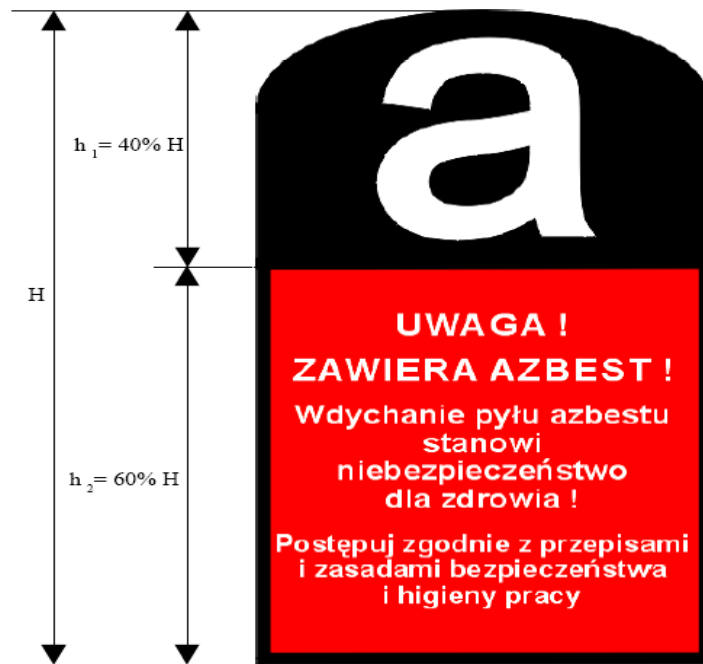 h 1= 40% H
H
h 2= 60% H
a
UWAGA !
ZAWIERA AZBEST !
Wdychanie pyłu azbestu
stanowi
niebezpieczeństwo
dla zdrowia !
Postępuj zgodnie z przepisami
i zasadami bezpieczeństwa
i higieny pracy